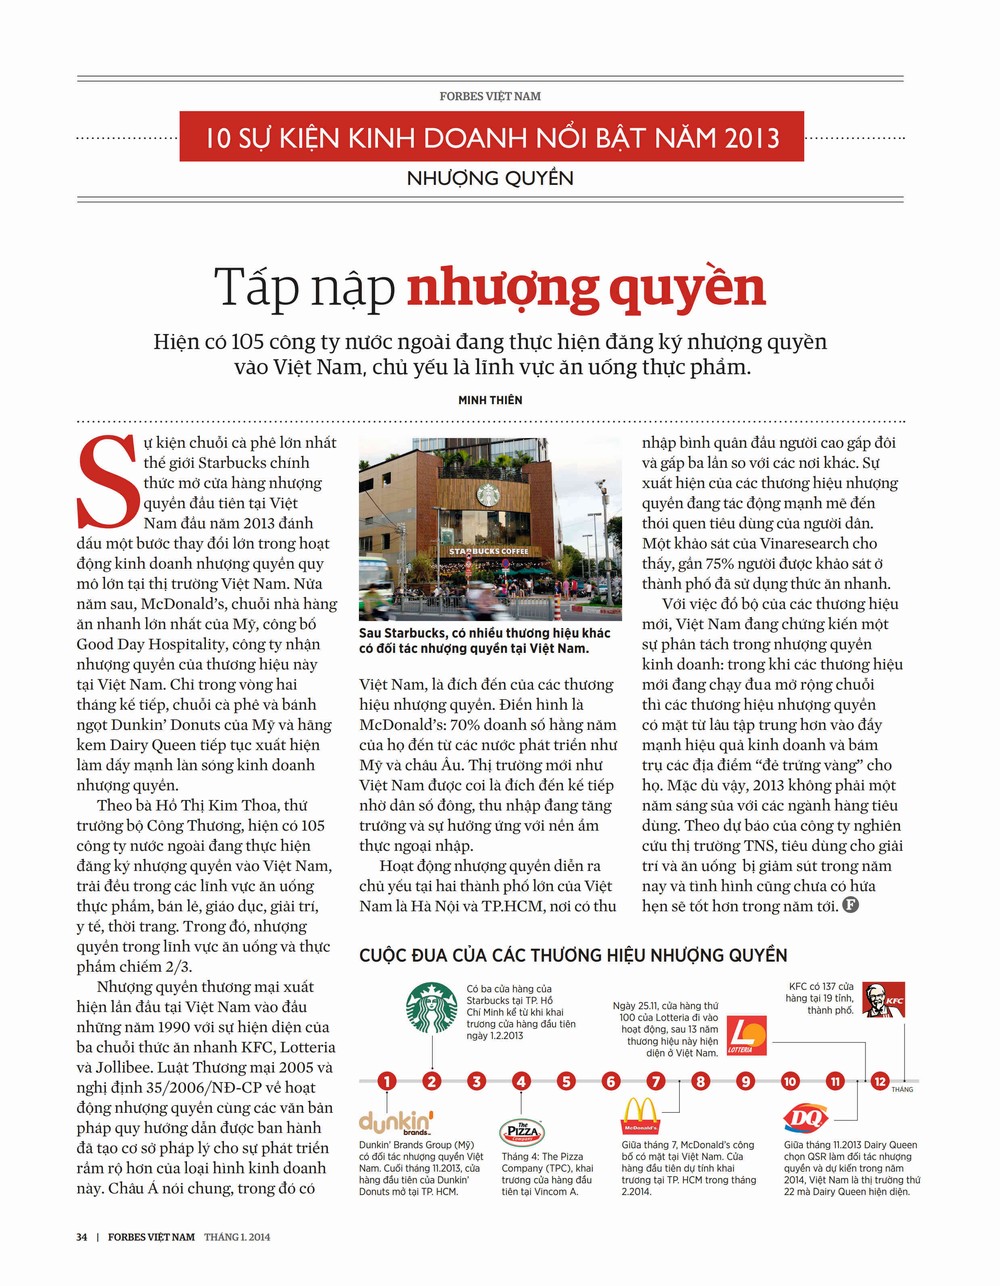 FORBES VIỆT NAM
10 SỰ KIỆN KINH DOANH NỔI BẬT NĂM 2013
NHƯỢNG QUYỀN
Tấp nập nhượng quyền
Hiện có 105 công ty nước ngoài đang thực hiện đăng ký nhượng quyền
vào Việt Nam, chủ yếu là lĩnh vực ăn uống thực phẩm.
MINH THIÊN
Sự kiện chuỗi cà phê lớn nhất
thế giới Starbucks chính
thức mở cửa hàng nhượng
quyền đầu tiên tại Việt
Nam đầu năm 2013 đánh
dấu một bước thay đổi lớn trong hoạt
động kinh doanh nhượng quyền quy
mô lớn tại thị trường Việt Nam. Nửa
năm sau, McDonald's, chuỗi nhà hàng
ăn nhanh lớn nhất của Mỹ, công bố
Good Day Hospitality, công ty nhận
nhượng quyền của thương hiệu này
tại Việt Nam. Chỉ trong vòng hai
tháng kế tiếp, chuỗi cà phê và bánh
ngọt Dunkin' Donuts của Mỹ và hãng
kem Dairy Queen tiếp tục xuất hiện
làm dấy mạnh làn sóng kinh doanh
nhượng quyền.
Theo bà Hồ Thị Kim Thoa, thứ
trưởng bộ Công Thương, hiện có 105
công ty nước ngoài đang thực hiện
đăng ký nhượng quyền vào Việt Nam,
trải đều trong các lĩnh vực ăn uống
thực phẩm, bán lẻ, giáo dục, giải trí,
y tế, thời trang. Trong đó, nhượng
quyền trong lĩnh vực ăn uống và thực
phẩm chiếm 2/3.
Nhượng quyền thương mại xuất
hiện lần đầu tại Việt Nam vào đầu
những năm 1990 với sự hiện diện của
ba chuỗi thức ăn nhanh KFC, Lotteria
và Jollibee. Luật Thương mại 2005 và
nghị định 35/2006/NĐ-CP về hoạt
động nhượng quyền cùng các văn bản
pháp quy hướng dẫn được ban hành
đã tạo cơ sở pháp lý cho sự phát triển
rầm rộ hơn của loại hình kinh doanh
này. Châu Á nói chung, trong đó có
STARBUCKS COFFEE
Sau Starbucks, có nhiều thương hiệu khác
có đối tác nhượng quyền tại Việt Nam.
Việt Nam, là đích đến của các thương
hiệu nhượng quyền. Điển hình là
McDonald's: 70% doanh số hằng năm
của họ đến từ các nước phát triển như
Mỹ và châu Âu. Thị trường mới như
Việt Nam được coi là đích đến kế tiếp
nhờ dân số đông, thu nhập đang tăng
trưởng và sự hưởng ứng với nền ẩm
thực ngoại nhập.
Hoạt động nhượng quyền diễn ra
chủ yếu tại hai thành phố lớn của Việt
Nam là Hà Nội và TP.HCM, nơi có thu
nhập bình quân đầu người cao gấp đôi
và gấp ba lần so với các nơi khác. Sự
xuất hiện của các thương hiệu nhượng
quyền đang tác động mạnh mẽ đến
thói quen tiêu dùng của người dân.
Một khảo sát của Vinaresearch cho
thấy, gần 75% người được khảo sát ở
thành phố đã sử dụng thức ăn nhanh.
Với việc đổ bộ của các thương hiệu
mới, Việt Nam đang chứng kiến một
sự phân tách trong nhượng quyền
kinh doanh: trong khi các thương hiệu
mới đang chạy đua mở rộng chuỗi
thì các thương hiệu nhượng quyền
có mặt từ lâu tập trung hơn vào đẩy
mạnh hiệu quả kinh doanh và bám
trụ các địa điểm “đẻ trứng vàng” cho
họ. Mặc dù vậy, 2013 không phải một
năm sáng sủa với các ngành hàng tiêu
dùng. Theo dự báo của công ty nghiên
cứu thị trường TNS, tiêu dùng cho giải
trí và ăn uống bị giảm sút trong năm
nay và tình hình cũng chưa có hứa
hẹn sẽ tốt hơn trong năm tới. F
CUỘC ĐUA CỦA CÁC THƯƠNG HIỆU NHƯỢNG QUYỀN
Có ba cửa hàng của
Starbucks tại TP. Hồ
Chí Minh kể từ khi khai
trương cửa hàng đầu tiên
ngày 1.2.2013
Ngày 25.11, cửa hàng thứ
100 của Lotteria đi vào
hoạt động, sau 13 năm
thương hiệu này hiện
diện ở Việt Nam.
LOTTERIA
KFC có 137 cửa
hàng tại 19 tỉnh,
thành phố.
KFC
1 2 3 4 5 6 7 8 9 10 11 12 THÁNG
dunkin'
brands
Dunkin' Brands Group (Mỹ)
có đối tác nhượng quyền Việt
Nam. Cuối tháng 11.2013, cửa
hàng đầu tiên của Dunkin'
Donuts mở tại TP. HCM.
The
PIZZA
Company
Tháng 4: The Pizza
Company (TPC), khai
trương cửa hàng đầu
tiên tại Vincom A.
McDonald's
Giữa tháng 7, McDonald's công
bố có mặt tại Việt Nam. Cửa
hàng đầu tiên dự tính khai
trương tại TP. HCM trong tháng
2.2014.
DQ
Giữa tháng 11.2013 Dairy Queen
chọn QSR làm đối tác nhượng
quyền và dự kiến trong năm
2014, Việt Nam là thị trường thứ
22 mà Dairy Queen hiện diện.
34 | FORBES VIỆT NAM THÁNG 1. 2014